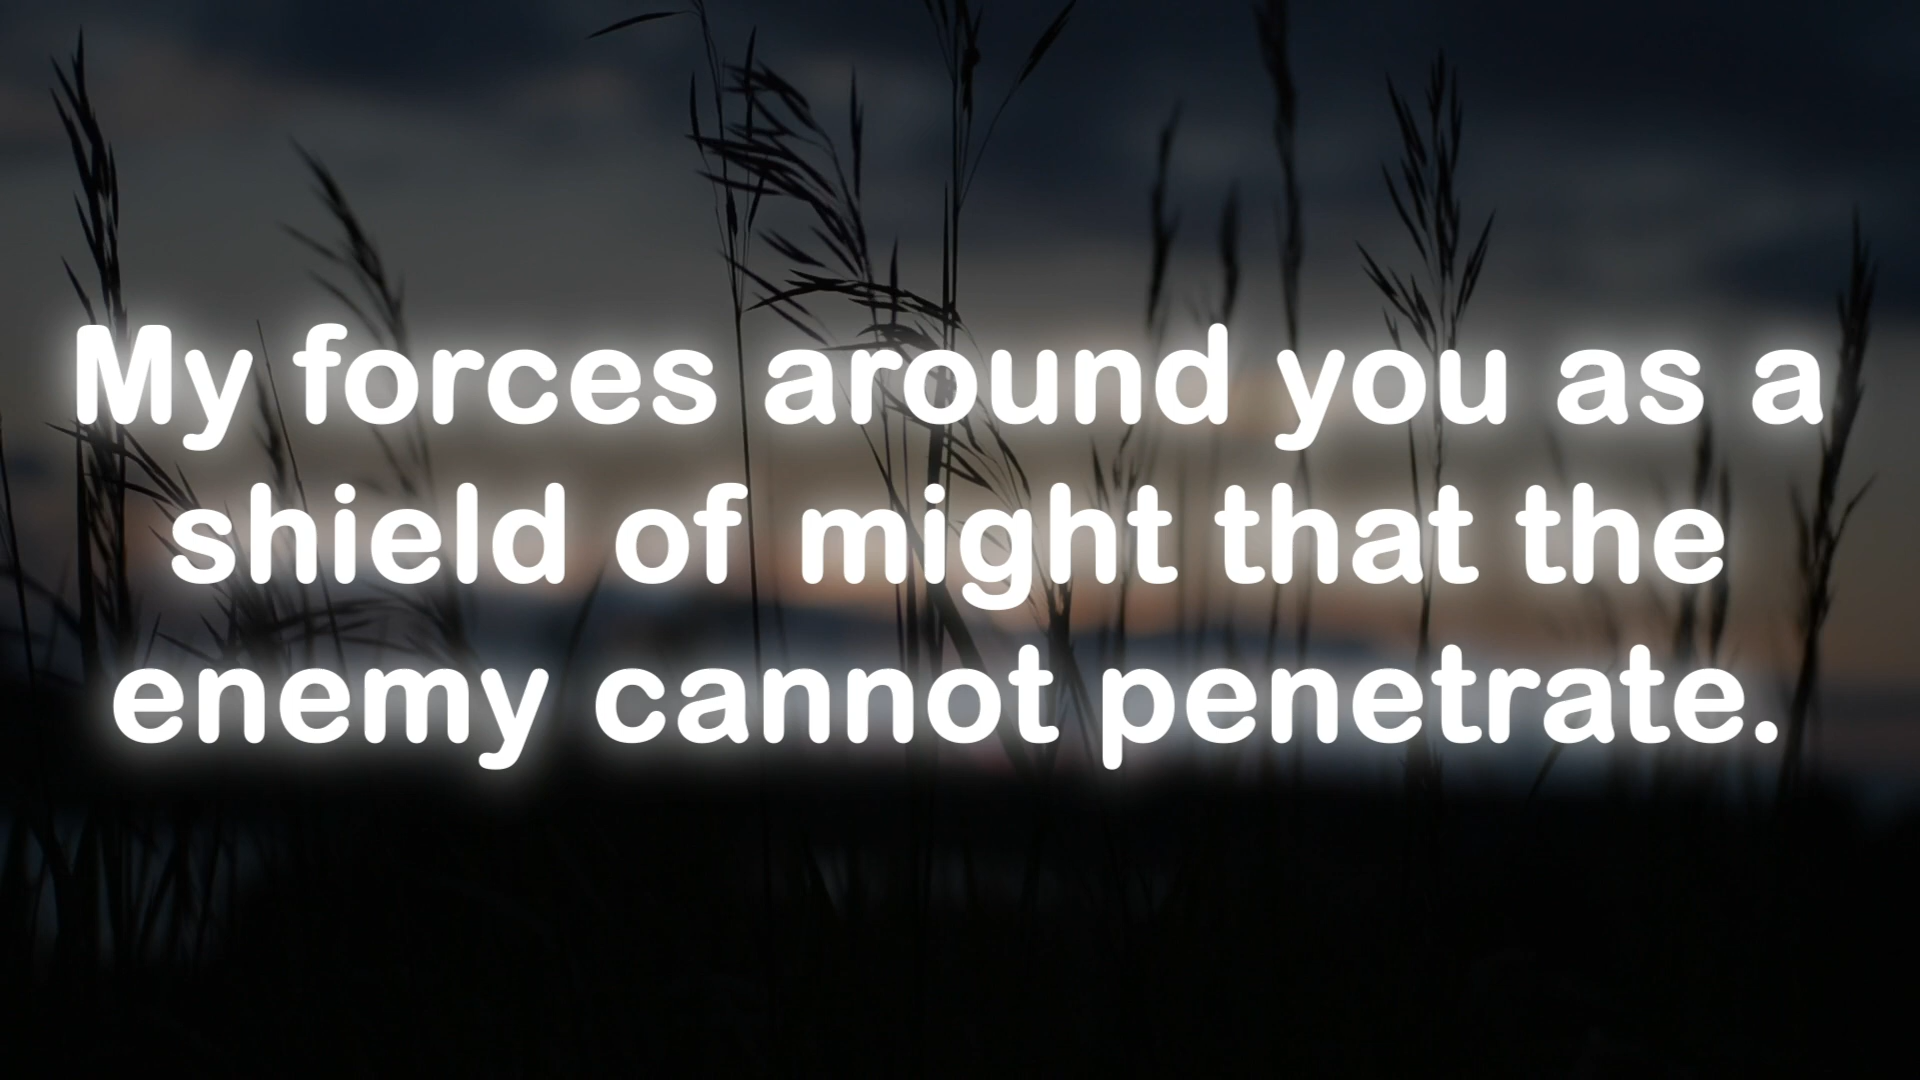 My forces around you as a
shield of might that the
enemy cannot penetrate.